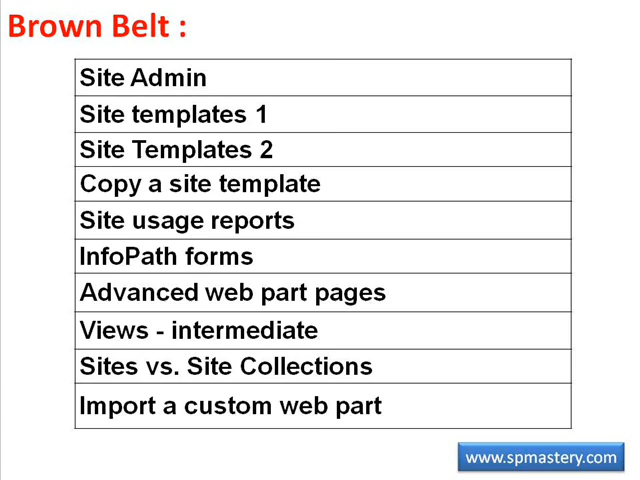 Brown Belt :
Site Admin
Site templates 1
Site Templates 2
Copy a site template
Site usage reports
InfoPath forms
Advanced web part pages
Views - intermediate
Sites vs. Site Collections
Import a custom web part
www.spmastery.com